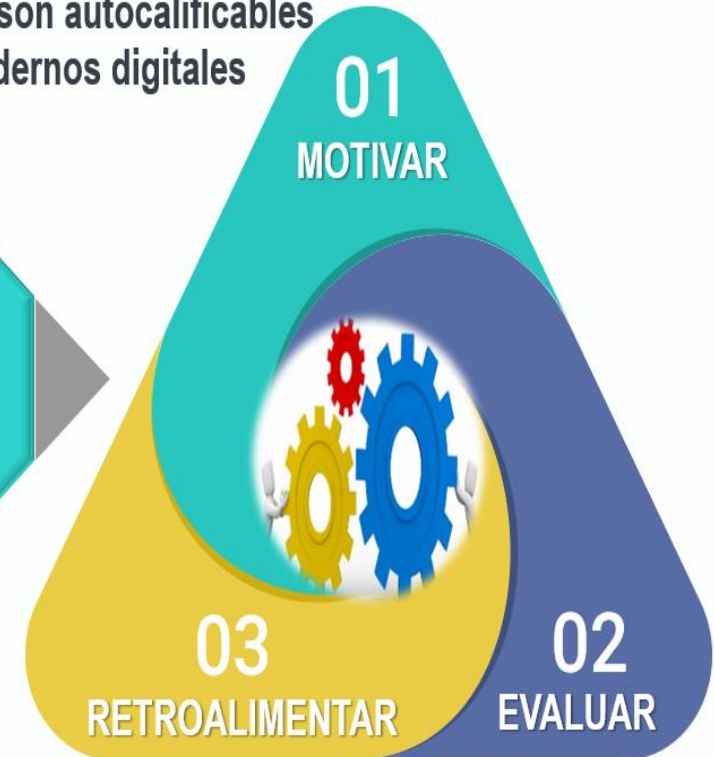 son autocalificables
dernos digitales
01
MOTIVAR
02
EVALUAR
03
RETROALIMENTAR